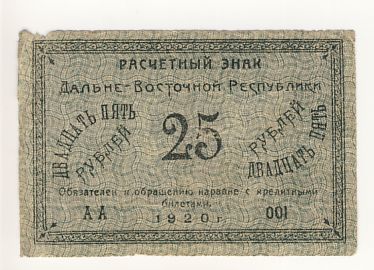 РАСЧЕТНЫЙ ЗНАК
ДАЛЬНЕ-ВОСТОЧНОЙ РЕСПУБЛИКИ
ДВАДЦАТЬ ПЯТЬ
РУБЛЕЙ
25
РУБЛЕЙ
ДВАДЦАТЬ ПЯТЬ
Обязателен к обращению наравне с кредитными
билетами.
АА 001
1920 г.